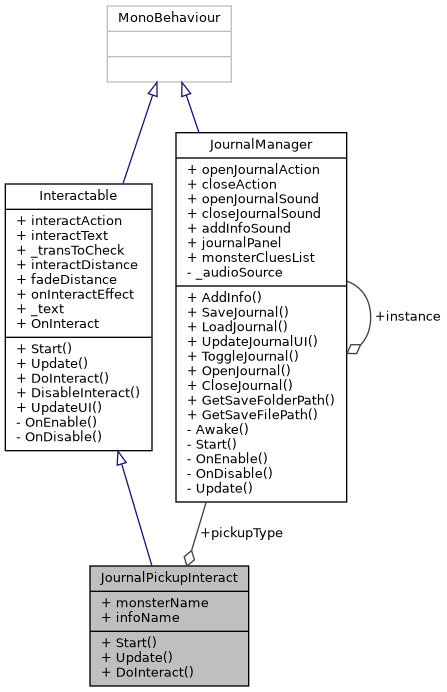 MonoBehaviour
JournalManager
+ openJournalAction
+ closeAction
+ openJournalSound
+ closeJournalSound
+ addInfoSound
+ journalPanel
+ monsterCluesList
- _audioSource
+ AddInfo()
+ SaveJournal()
+ LoadJournal()
+ UpdateJournalUI()
+ ToggleJournal()
+ OpenJournal()
+ CloseJournal()
+ GetSaveFolderPath()
+ GetSaveFilePath()
- Awake()
- Start()
- OnEnable()
- OnDisable()
- Update()
+instance
Interactable
+ interactAction
+ interactText
+ _transToCheck
+ interactDistance
+ fadeDistance
+ onInteractEffect
+ _text
+ OnInteract
+ Start()
+ Update()
+ DoInteract()
+ DisableInteract()
+ UpdateUI()
- OnEnable()
- OnDisable()
+pickupType
JournalPickupInteract
+ monsterName
+ infoName
+ Start()
+ Update()
+ DoInteract()